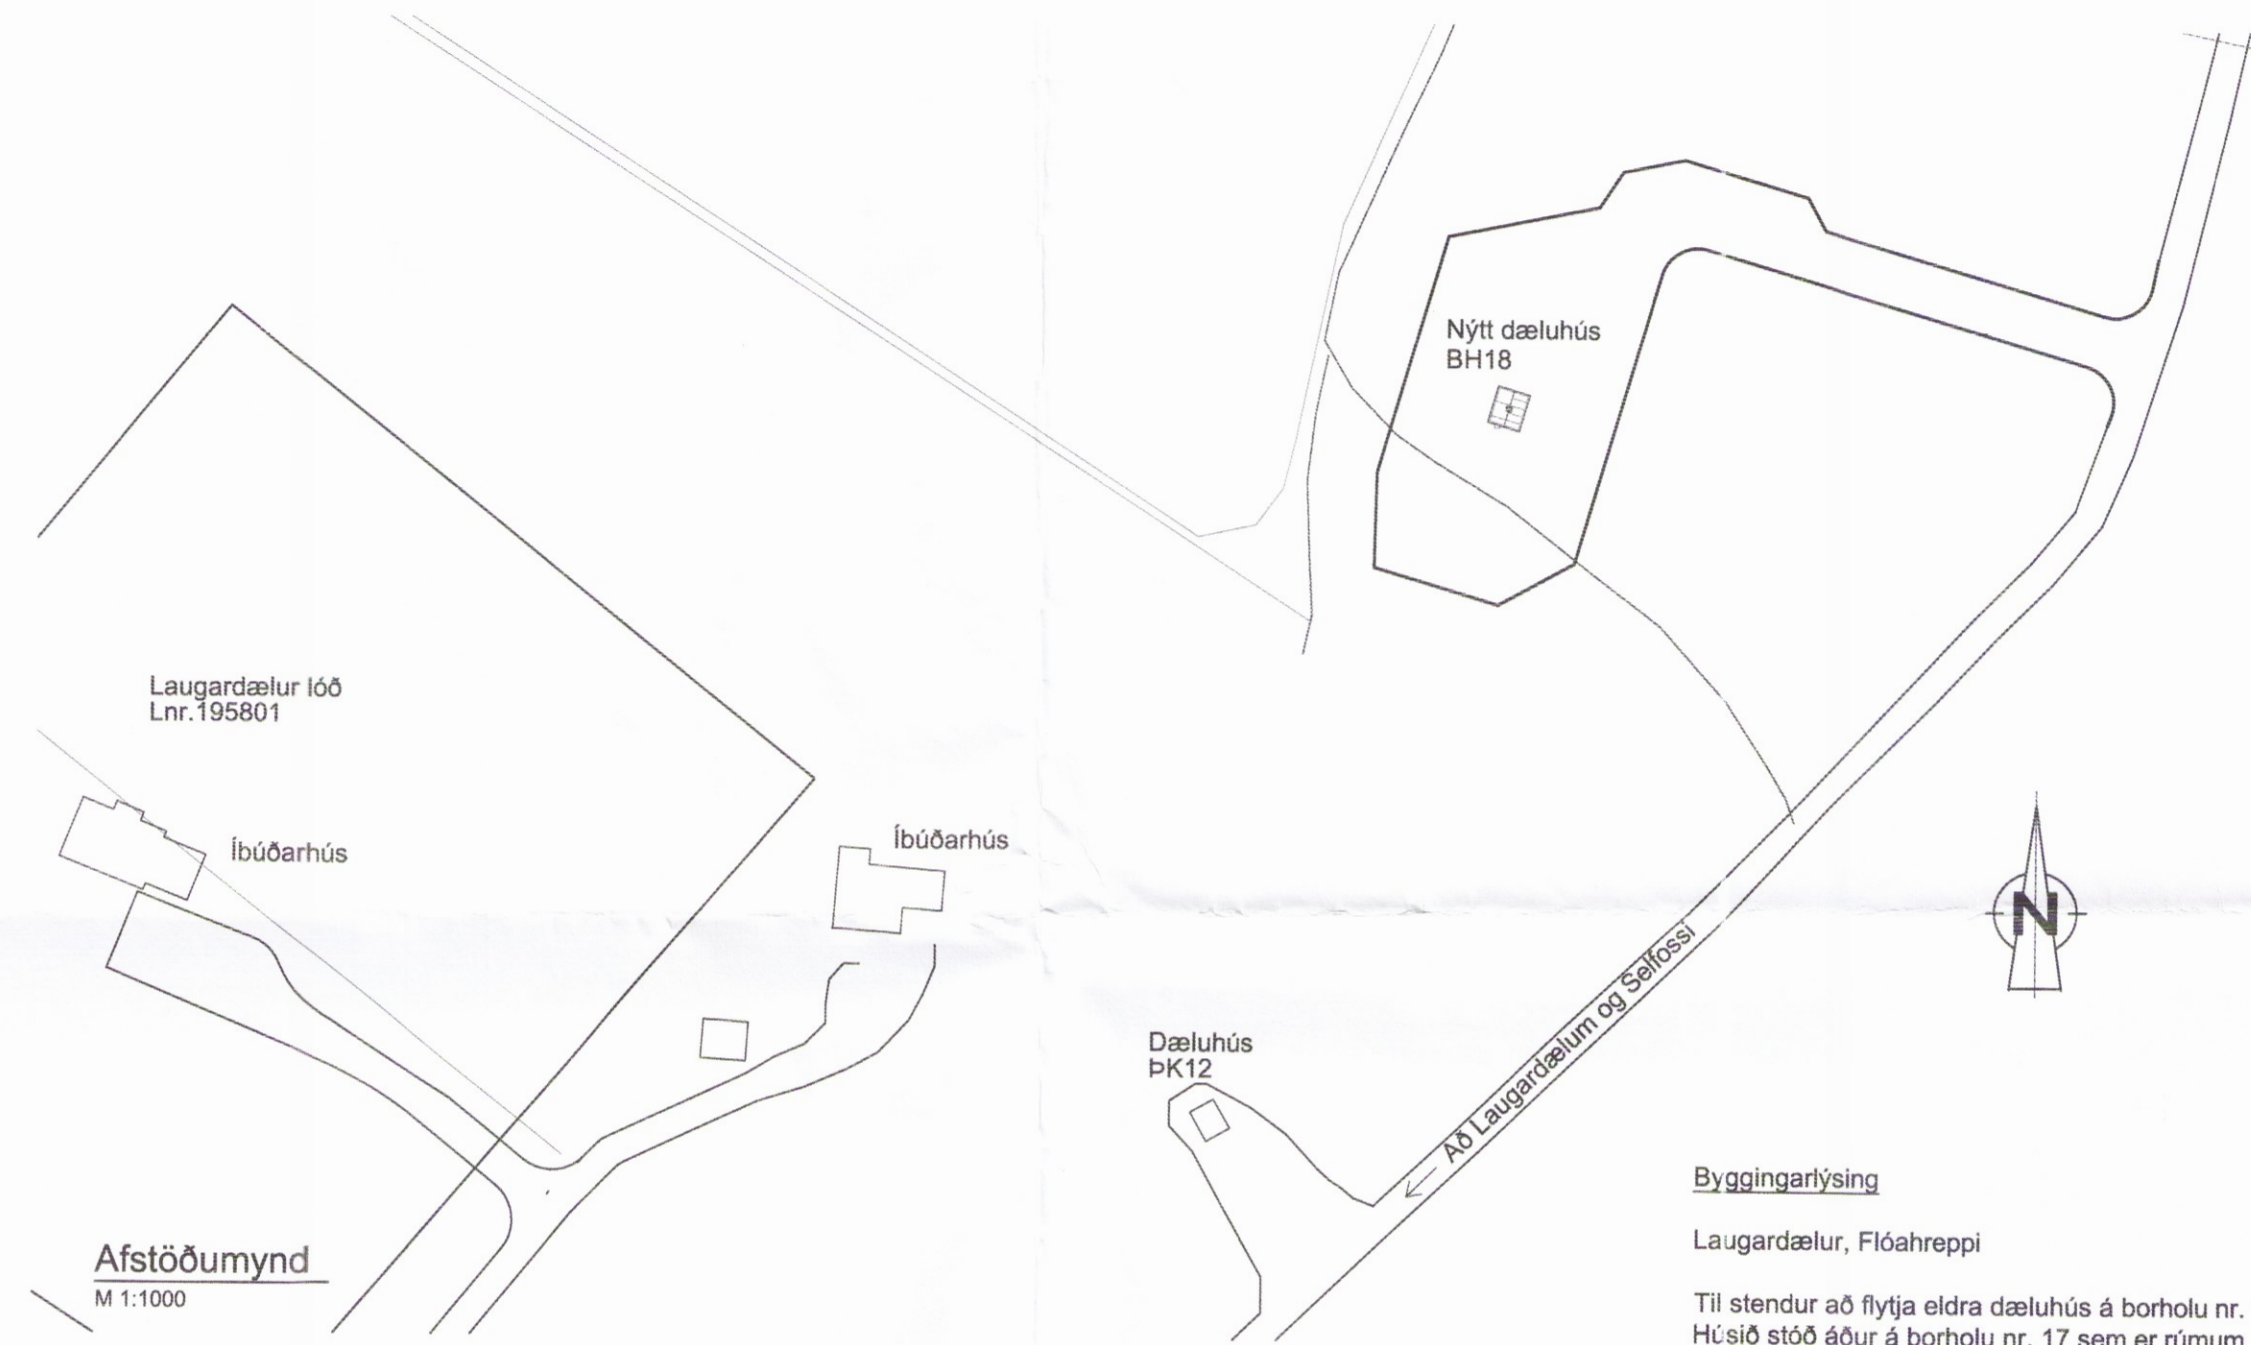 Nýtt dæluhús
BH18
Laugardælur lóð
Lnr.195801
Íbúðarhús
Íbúðarhús
Að Laugardælum og Selfossi
N
Dæluhús
ÞK12
Afstöðumynd
M 1:1000
Byggingarlýsing
Laugardælur, Flóahreppi
Til stendur að flytja eldra dæluhús á borholu nr.
Húsið stóð áður á borholu nr. 17 sem er rúmum